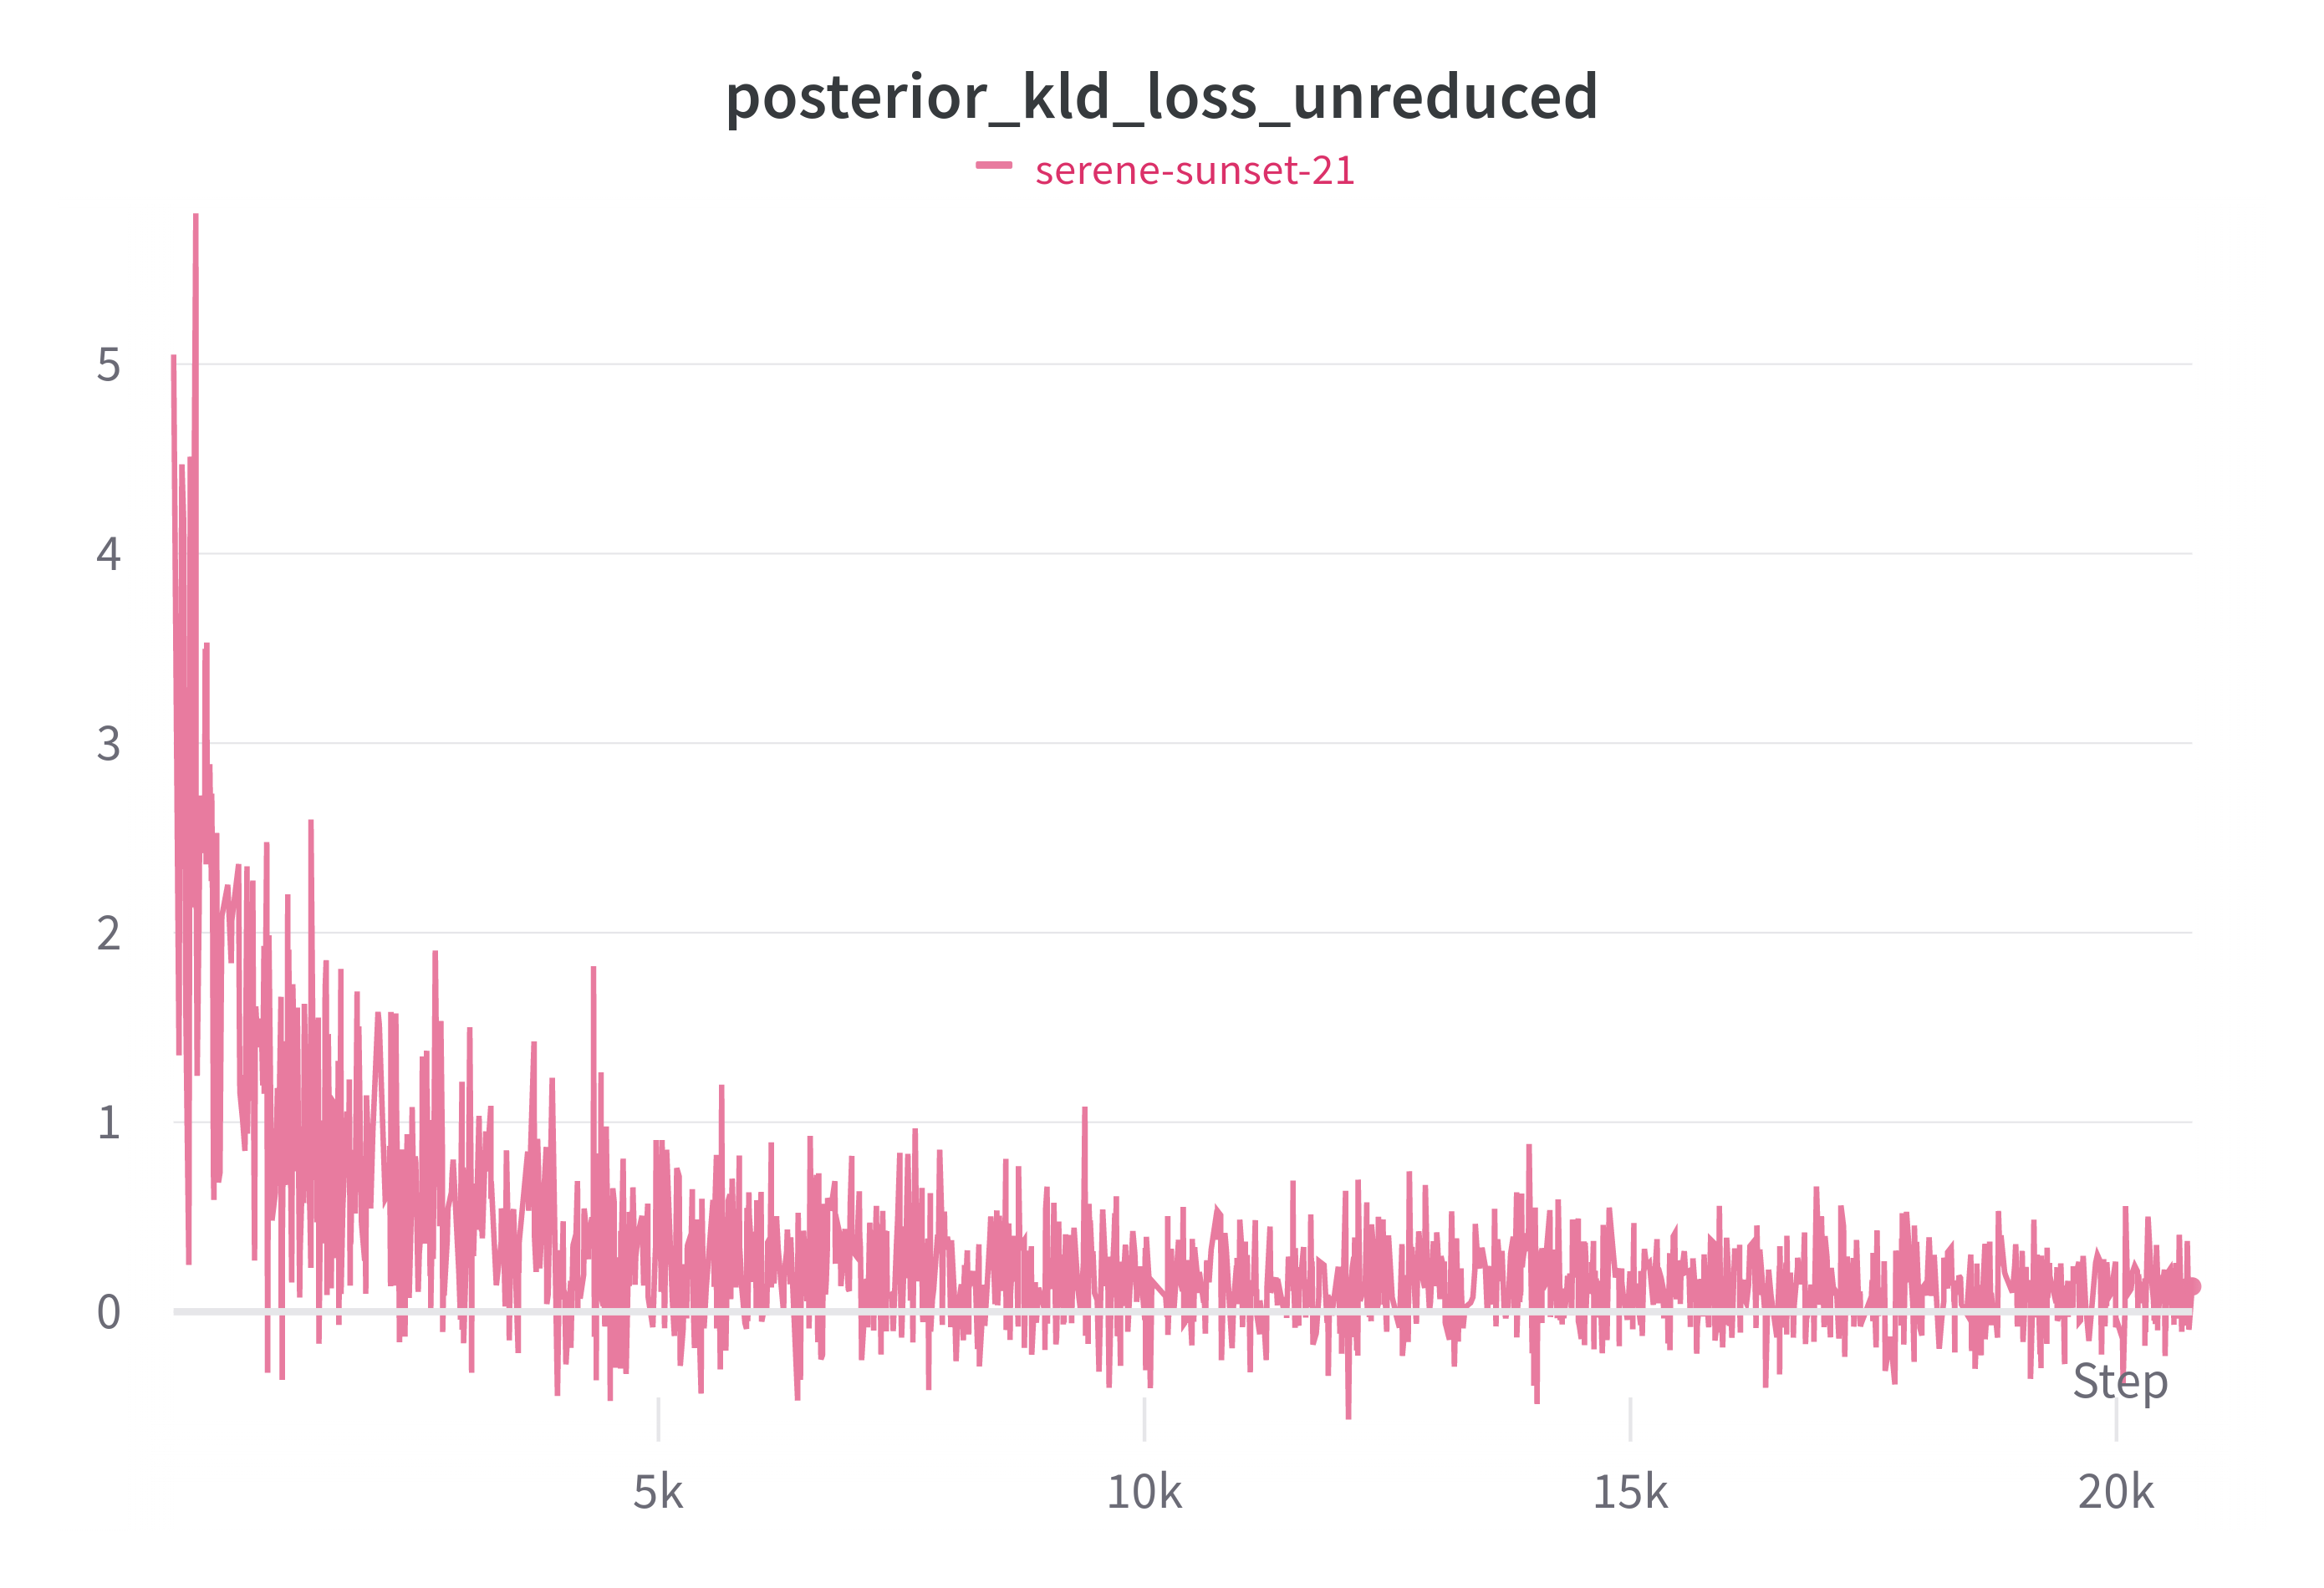 posterior_kld_loss_unreduced
serene-sunset-21
5
4
3
2
1
0
Step
5k
10k
15k
20k